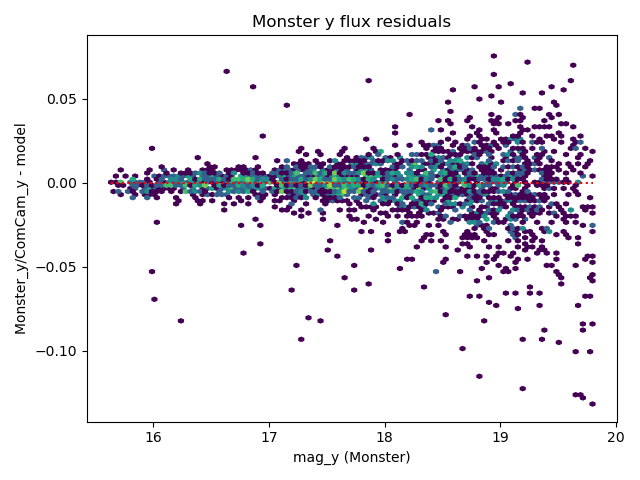 Monster y flux residuals
Monster_y/ComCam_y - model
0.05
0.00
−0.05
−0.10
16 17 18 19 20
mag_y (Monster)